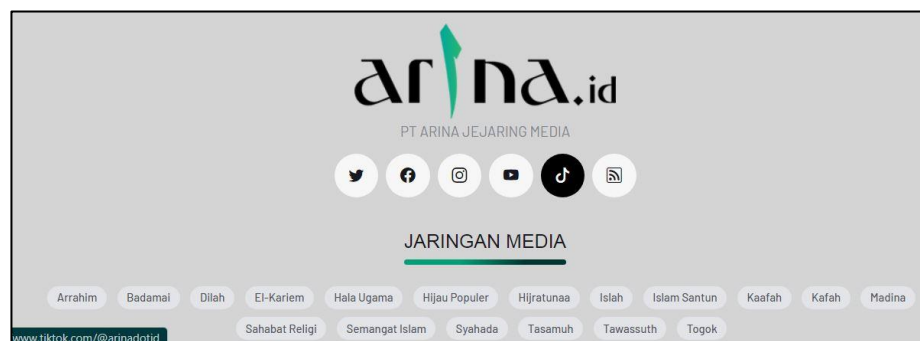 arina.id
PT ARINA JEJARING MEDIA
JARINGAN MEDIA
Arrahim Badamai Dilah El-Kariem Hala Ugama Hijau Populer Hijratunaa Islah Islam Santun Kaafah Kafah Madina
Sahabat Religi Semangat Islam Syahada Tasamuh Tawassuth Togok
www.tiktok.com/@arinadotid